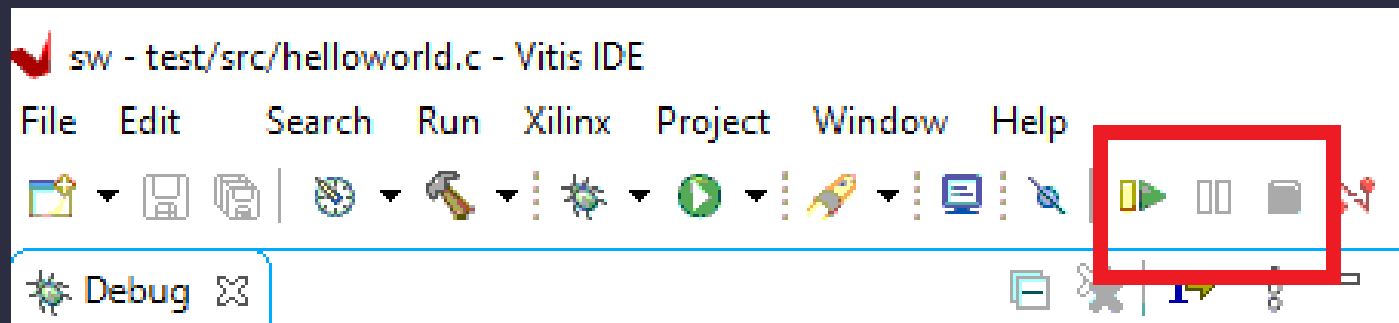 sw - test/src/helloworld.c - Vitis IDE
File Edit Search Run Xilinx Project Window Help
Debug